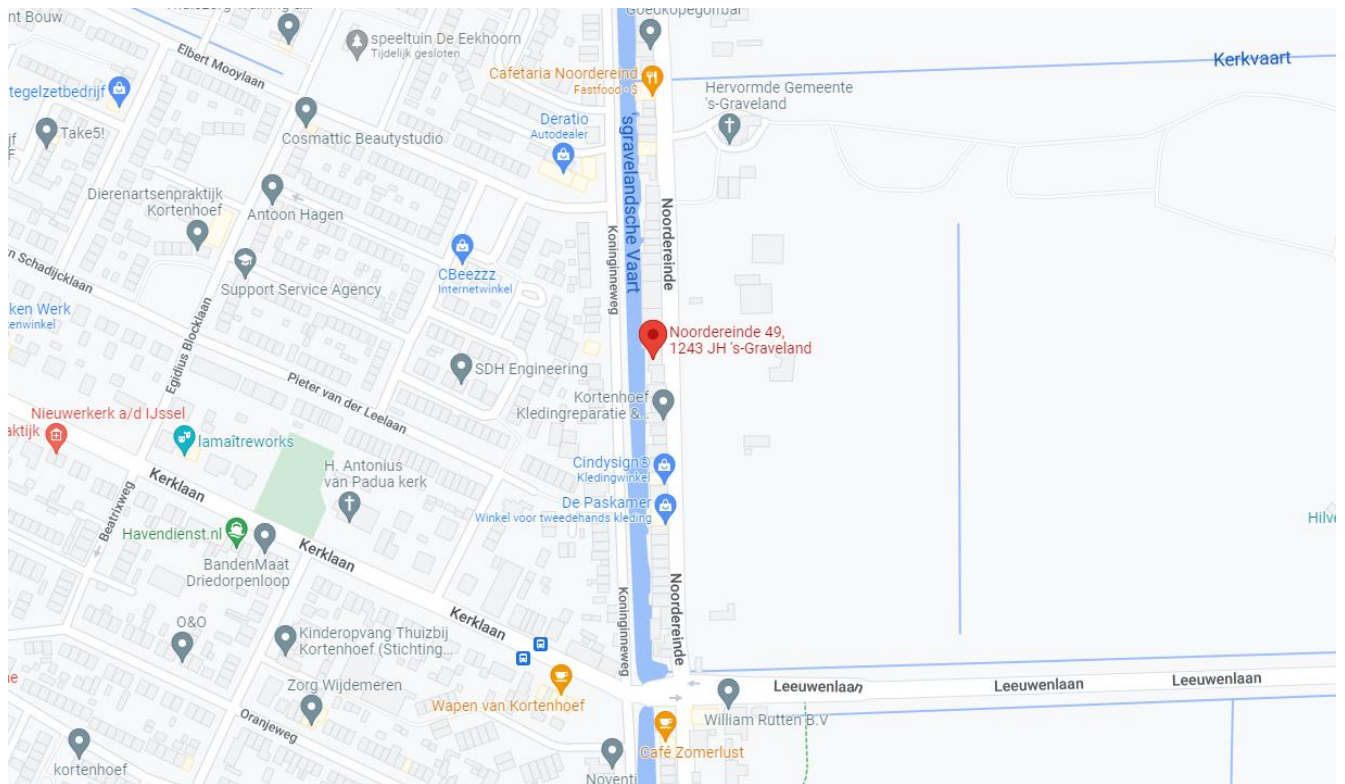 nt Bouw
speeltuin De Eekhoorn
Tijdelijk gesloten
Goedkopegolfbal
Kerkvaart
Elbert Mooylaan
Cafetaria Noordereind
Fastfood · $
Hervormde Gemeente
's-Graveland
tegelzetbedrijf
Take5!
Cosmattic Beautystudio
Deratio
Autodealer
sgravelandsche Vaart
Dierenartsenpraktijk
Kortenhoef
Antoon Hagen
Noordereinde
Koninginneweg
n Schadijcklaan
Support Service Agency
CBeezzz
Internetwinkel
ken Werk
Egidius Blocklaan
Noordereinde 49,
1243 JH 's-Graveland
SDH Engineering
Pieter van der Leelaan
Kortenhoef
Kledingreparatie &...
Nieuwerkerk a/d IJssel
aktijk
lamaîtreworks
Kerklaan
H. Antonius
van Padua kerk
Cindysign®
Kledingwinkel
De Paskamer
Winkel voor tweedehands kleding
Beatrixweg
Hilve
Havendienst.nl
BandenMaat
Driedorpenloop
Kerklaan
Noordereinde
Koninginneweg
O&O
Kinderopvang Thuizbij
Kortenhoef (Stichting...
Kerklaan
Zorg Wijdemeren
Wapen van Kortenhoef
Leeuwenlaan
Leeuwenlaan
Leeuwenlaan
William Rutten B.V
Oranjeweg
Café Zomerlust
kortenhoef
Noventi